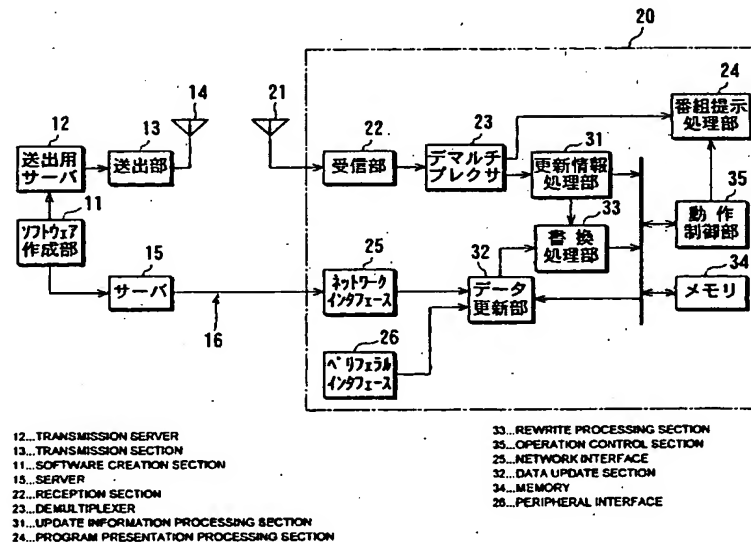 20
14
21
24
12
13
送出用
サーバ
送出部
22
受信部
23
デマルチ
プレクサ
31
更新情報
処理部
番組提示
処理部
11
ソフトウェア
作成部
33
書換
処理部
35
動作
制御部
15
サーバ
16
25
ネットワーク
インタフェース
32
データ
更新部
34
メモリ
26
ペリフェラル
インタフェース
12...TRANSMISSION SERVER
13...TRANSMISSION SECTION
11...SOFTWARE CREATION SECTION
15...SERVER
22...RECEPTION SECTION
23...DEMULTIPLEXER
31...UPDATE INFORMATION PROCESSING SECTION
24...PROGRAM PRESENTATION PROCESSING SECTION
33...REWRITE PROCESSING SECTION
35...OPERATION CONTROL SECTION
25...NETWORK INTERFACE
32...DATA UPDATE SECTION
34...MEMORY
26...PERIPHERAL INTERFACE